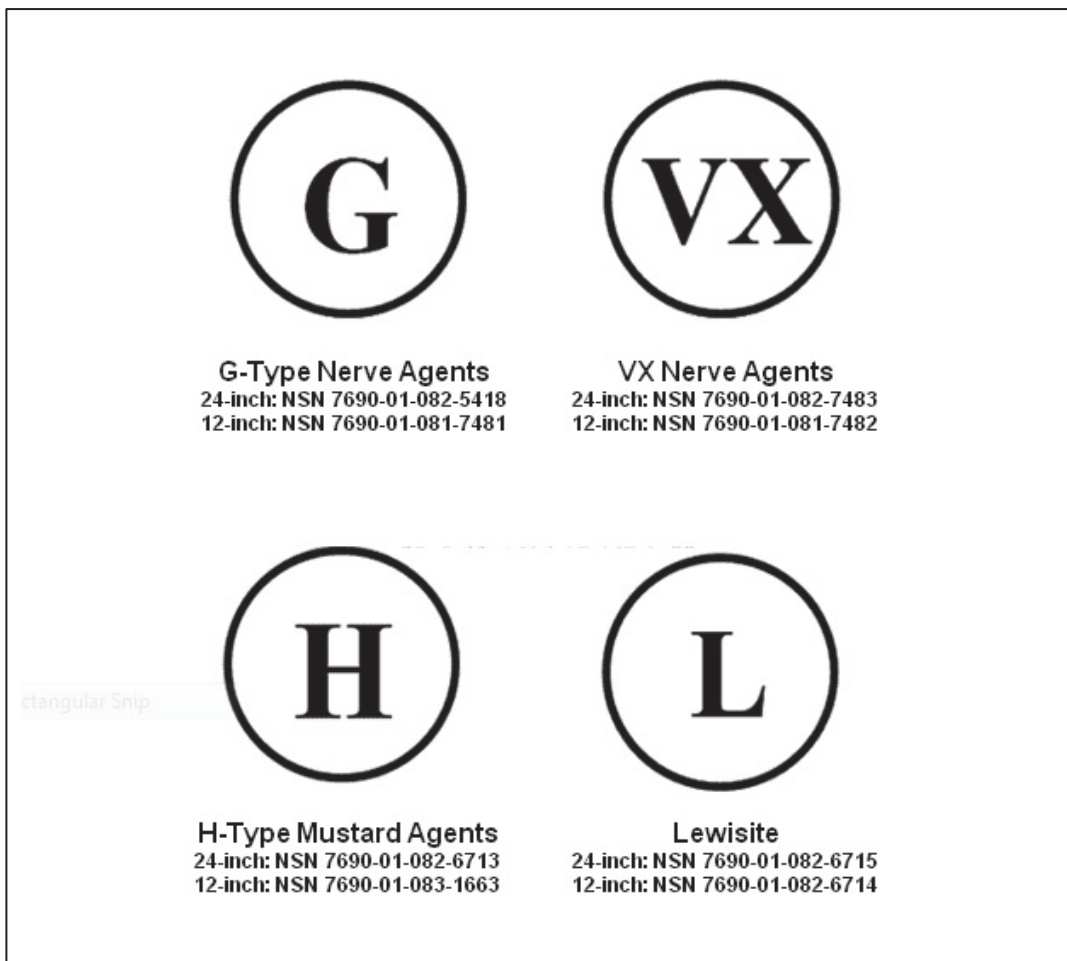 G
VX
G-Type Nerve Agents
24-inch: NSN 7690-01-082-5418
12-inch: NSN 7690-01-081-7481
VX Nerve Agents
24-inch: NSN 7690-01-082-7483
12-inch: NSN 7690-01-081-7482
H
L
ctangular Snip
H-Type Mustard Agents
24-inch: NSN 7690-01-082-6713
12-inch: NSN 7690-01-083-1663
Lewisite
24-inch: NSN 7690-01-082-6715
12-inch: NSN 7690-01-082-6714